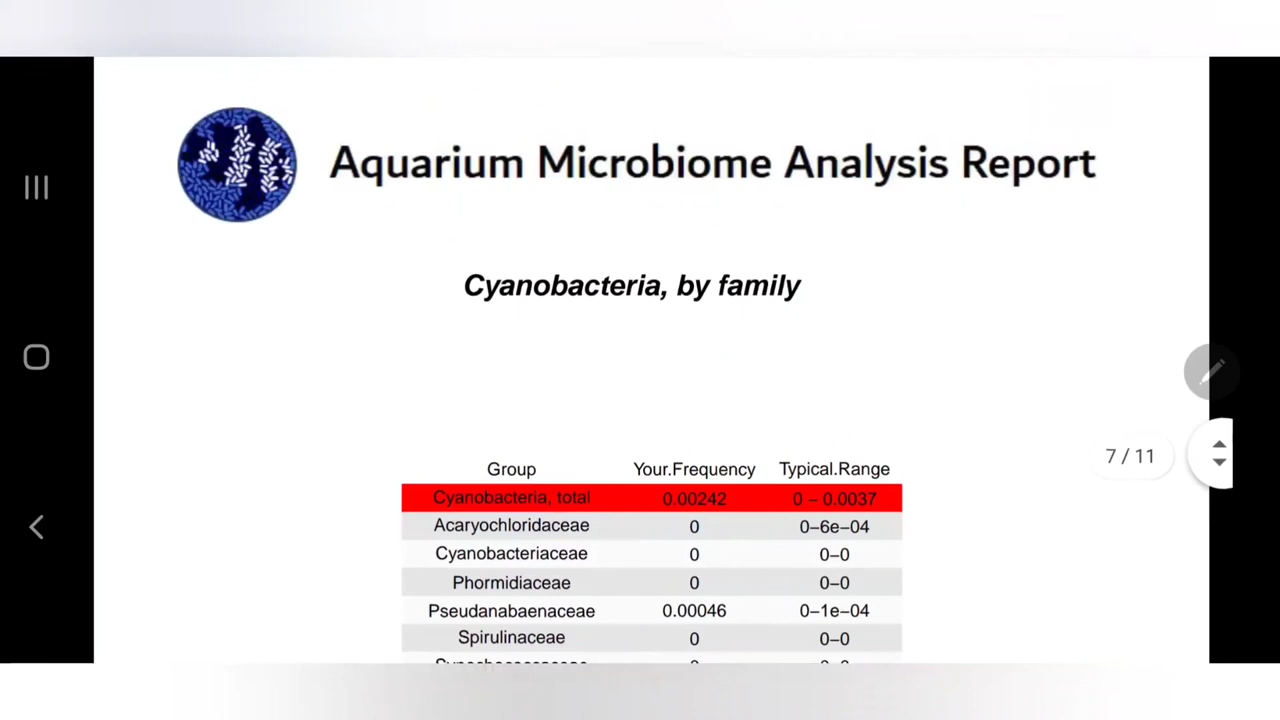 Aquarium Microbiome Analysis Report
Cyanobacteria, by family
7 / 11
Group Your.Frequency Typical.Range
Cyanobacteria, total 0.00242 0 – 0.0037
Acaryochloridaceae 0 0–6e–04
Cyanobacteriaceae 0 0–0
Phormidiaceae 0 0–0
Pseudanabaenaceae 0.00046 0–1e–04
Spirulinaceae 0 0–0